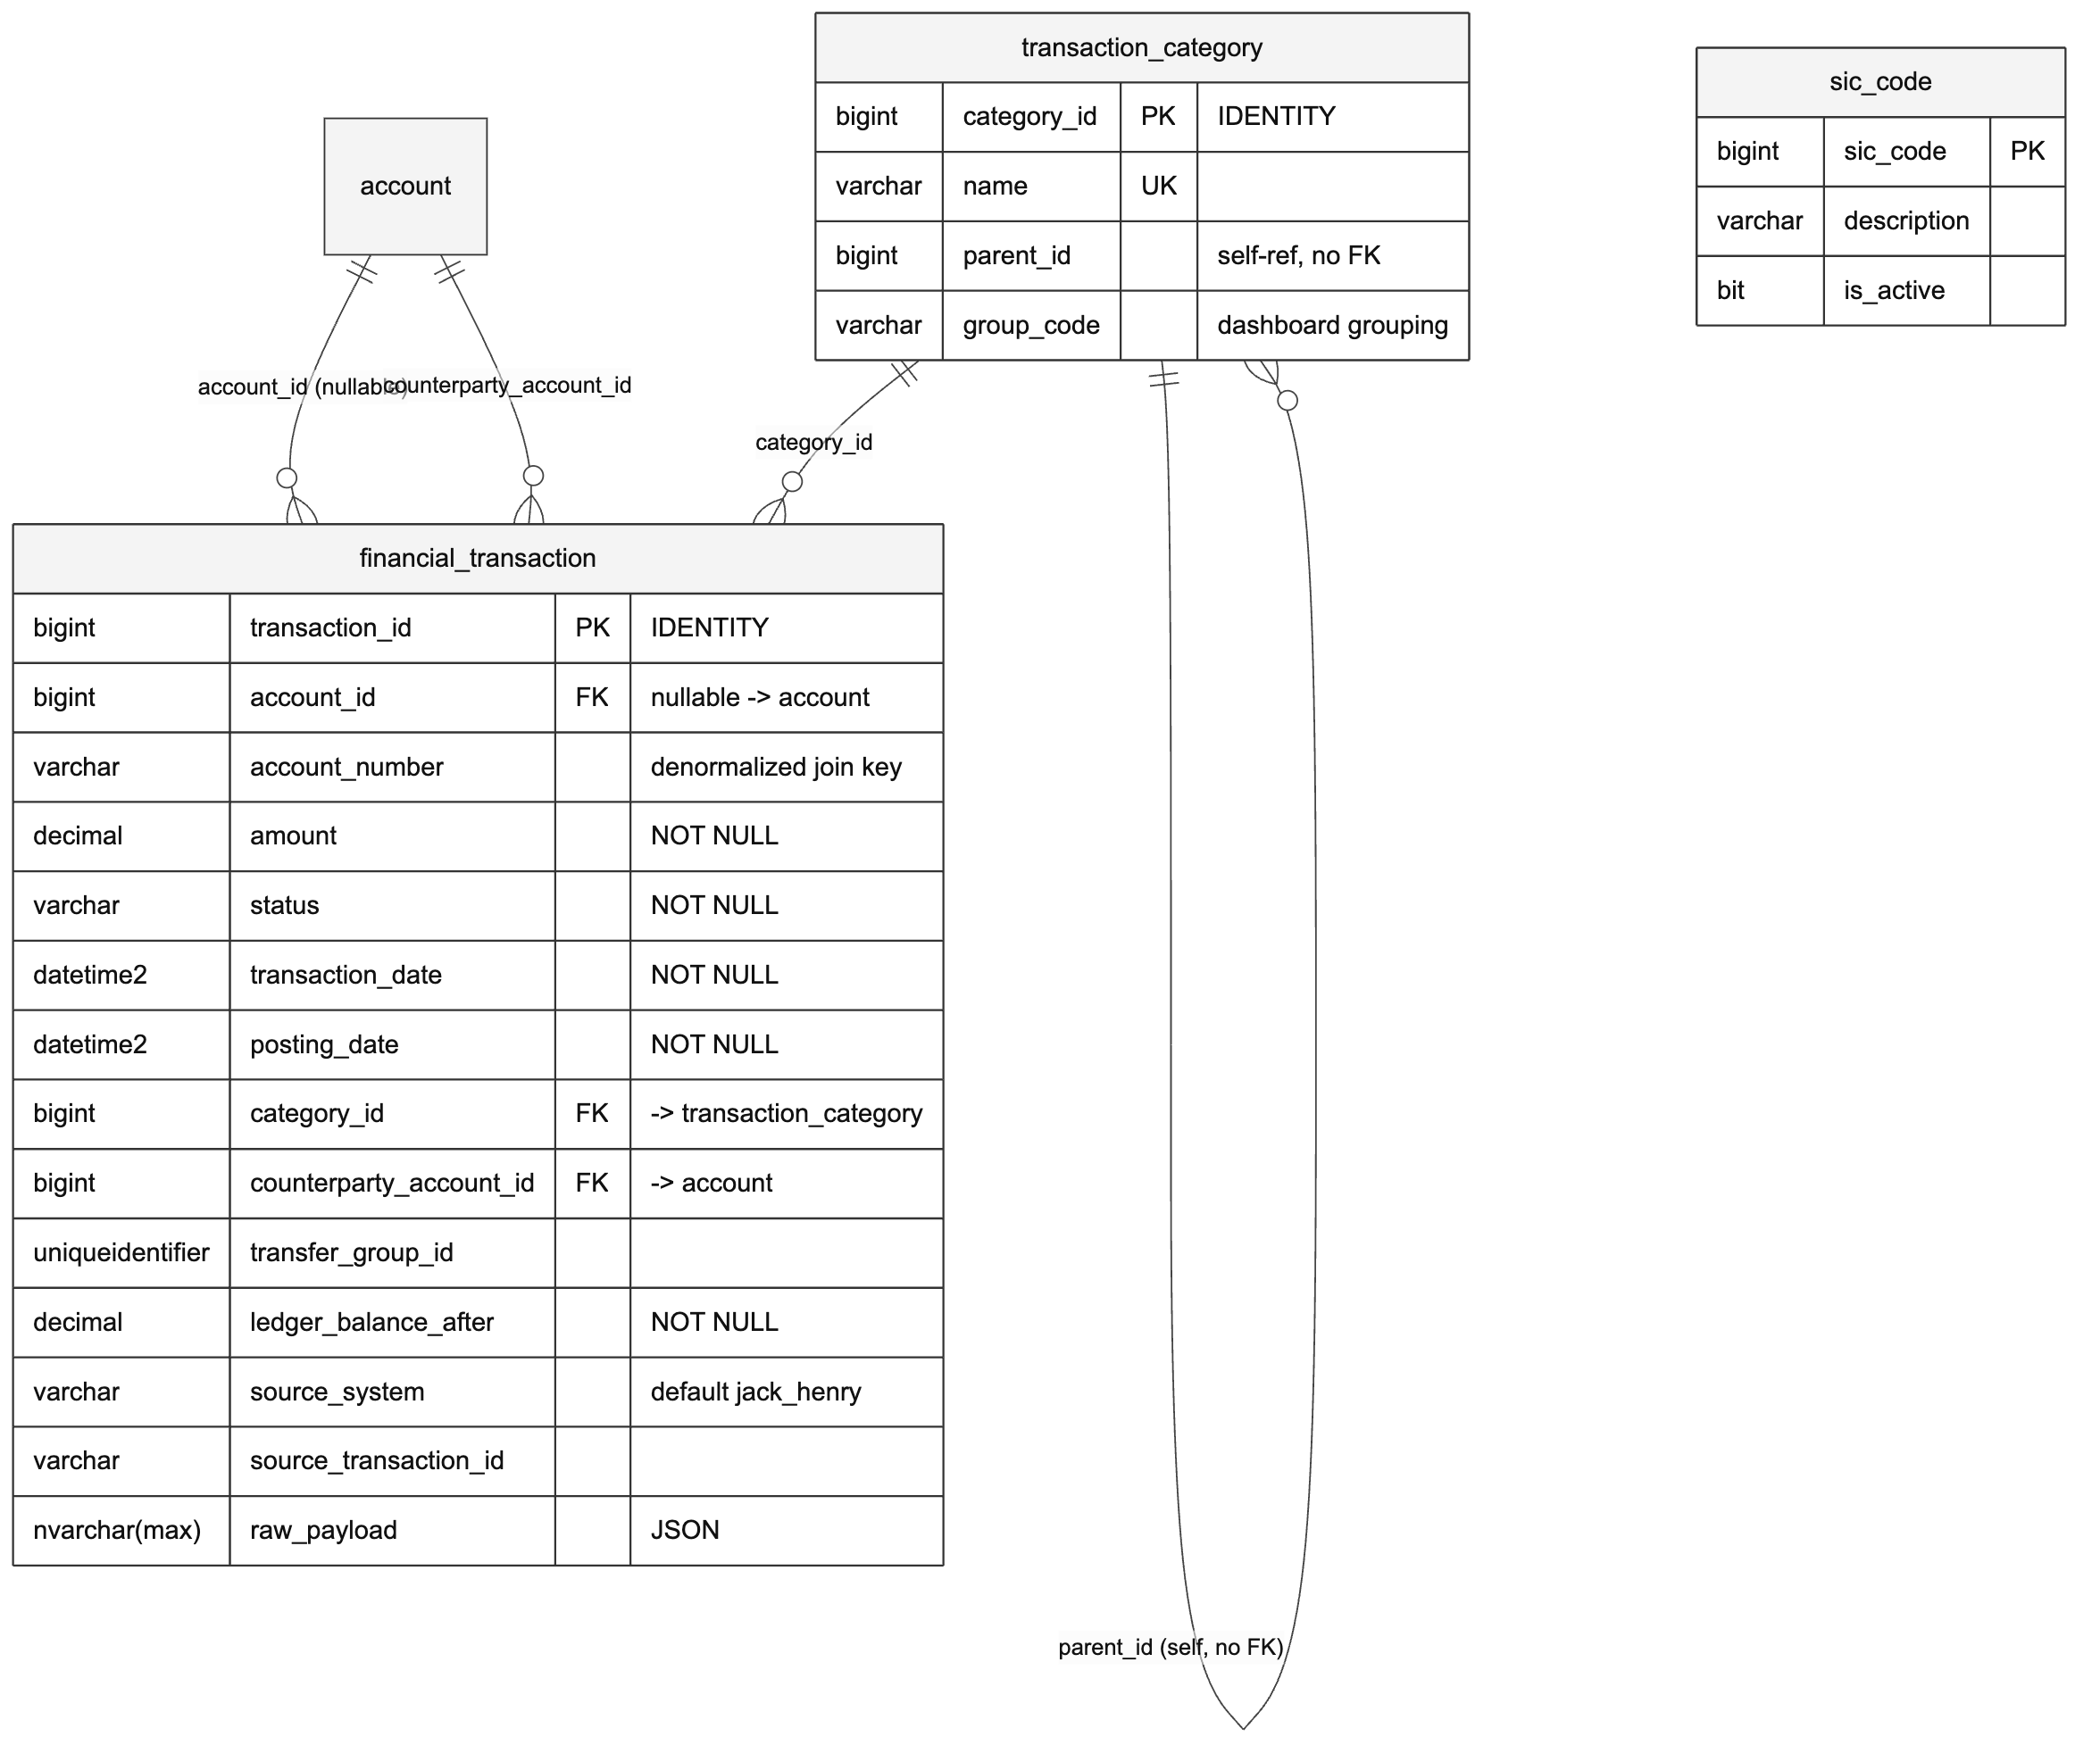 transaction_category
bigint category_id PK IDENTITY
varchar name UK
bigint parent_id self-ref, no FK
varchar group_code dashboard grouping
sic_code
bigint sic_code PK
varchar description
bit is_active
account
account_id (nullable)
counterparty_account_id
category_id
financial_transaction
bigint transaction_id PK IDENTITY
bigint account_id FK nullable -> account
varchar account_number denormalized join key
decimal amount NOT NULL
varchar status NOT NULL
datetime2 transaction_date NOT NULL
datetime2 posting_date NOT NULL
bigint category_id FK -> transaction_category
bigint counterparty_account_id FK -> account
uniqueidentifier transfer_group_id
decimal ledger_balance_after NOT NULL
varchar source_system default jack_henry
varchar source_transaction_id
nvarchar(max) raw_payload JSON
parent_id (self, no FK)